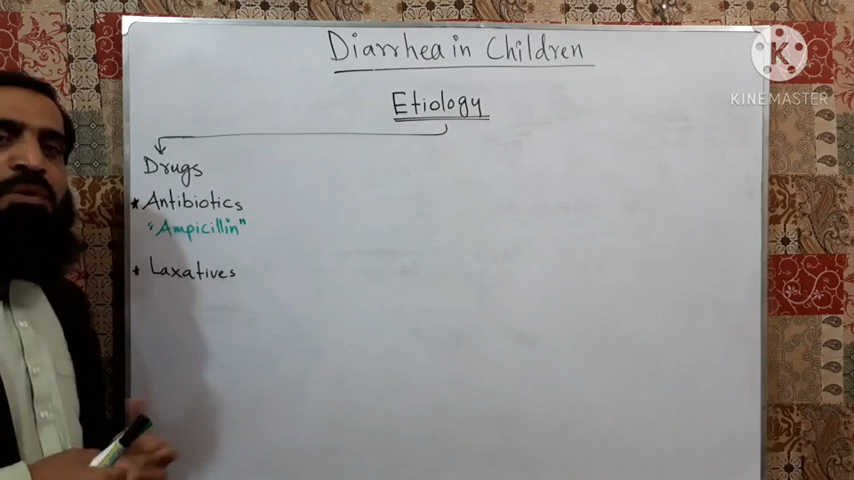 Diarrhea in Children
Etiology
Drugs
* Antibiotics
"Ampicillin"
* Laxatives
K
KINEMASTER